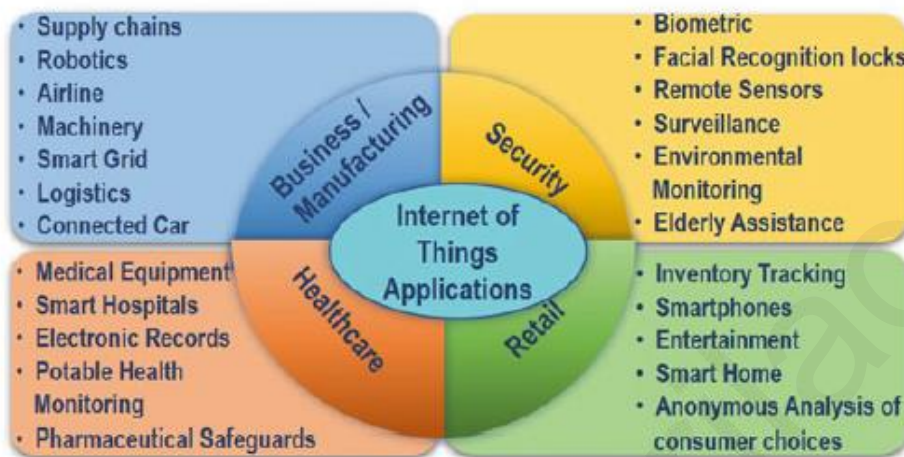 • Supply chains
• Robotics
• Airline
• Machinery
• Smart Grid
• Logistics
• Connected Car
Business /
Manufacturing
• Biometric
• Facial Recognition locks
• Remote Sensors
• Surveillance
• Environmental
Monitoring
• Elderly Assistance
Security
Internet of
Things
Applications
• Medical Equipment
• Smart Hospitals
• Electronic Records
• Potable Health
Monitoring
• Pharmaceutical Safeguards
Healthcare
• Inventory Tracking
• Smartphones
• Entertainment
• Smart Home
• Anonymous Analysis of
consumer choices
Retail